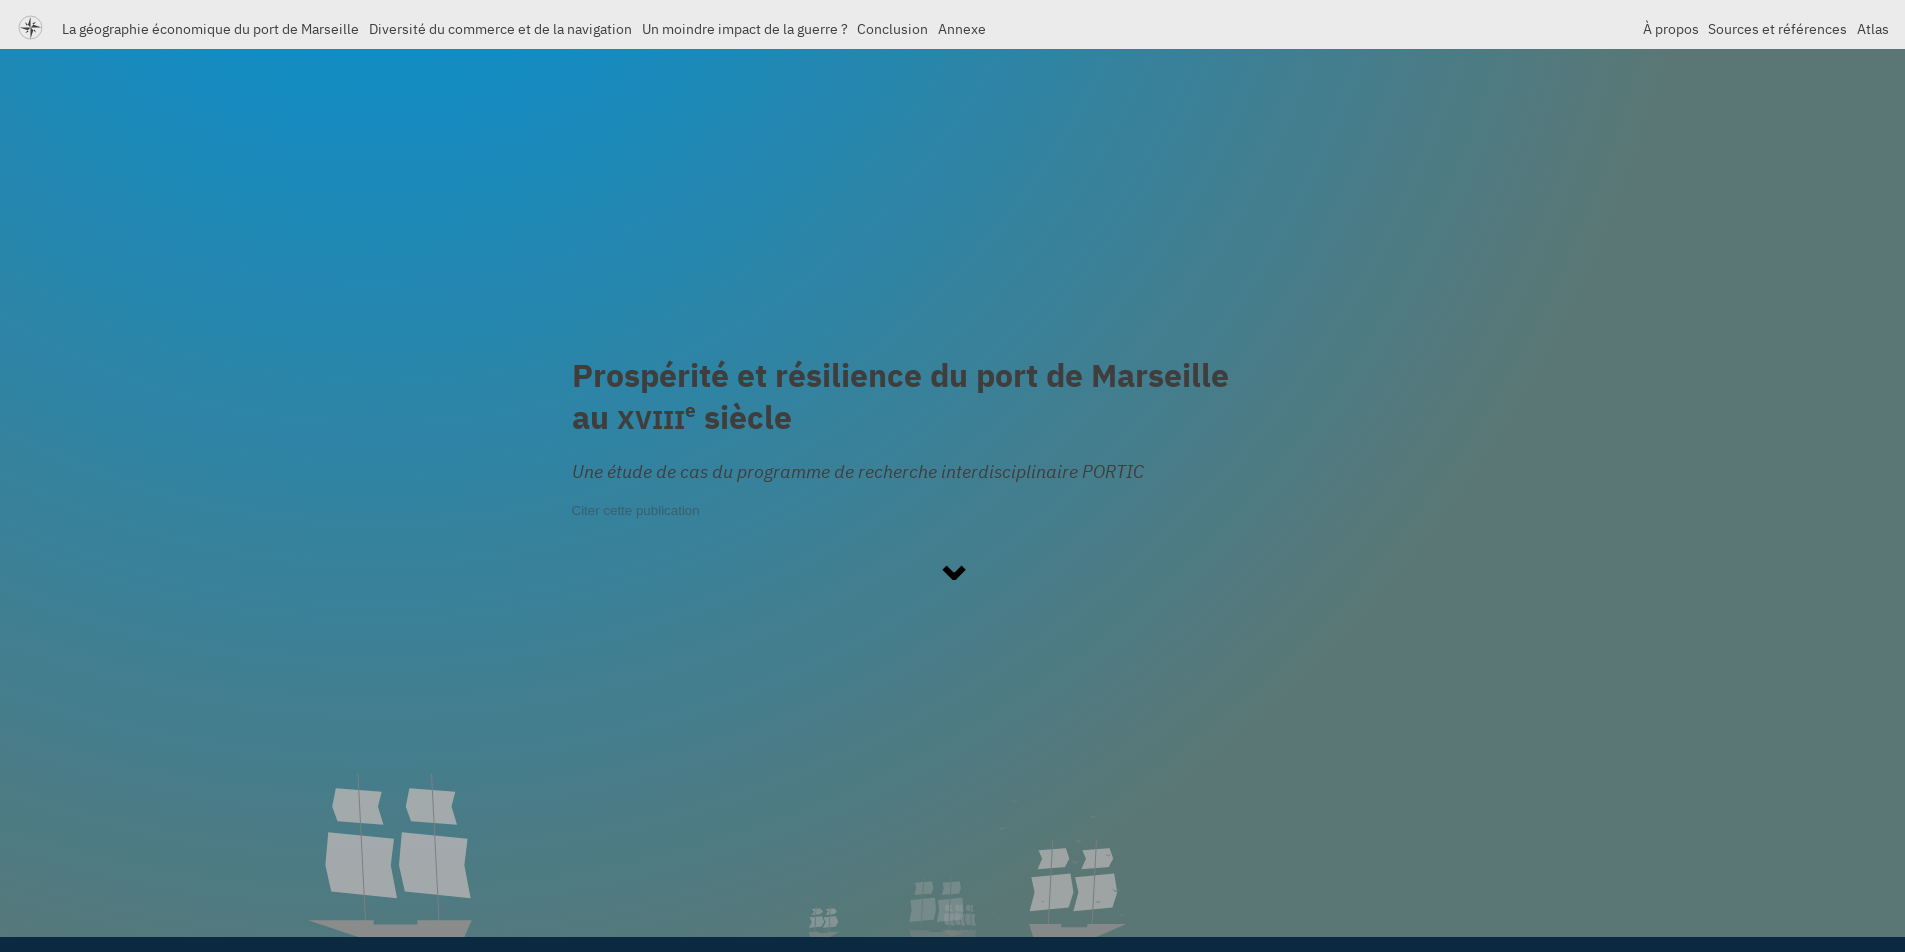 La géographie économique du port de Marseille Diversité du commerce et de la navigation Un moindre impact de la guerre ? Conclusion Annexe À propos Sources et références Atlas
Prospérité et résilience du port de Marseille
au XVIIIe siècle
Une étude de cas du programme de recherche interdisciplinaire PORTIC
Citer cette publication